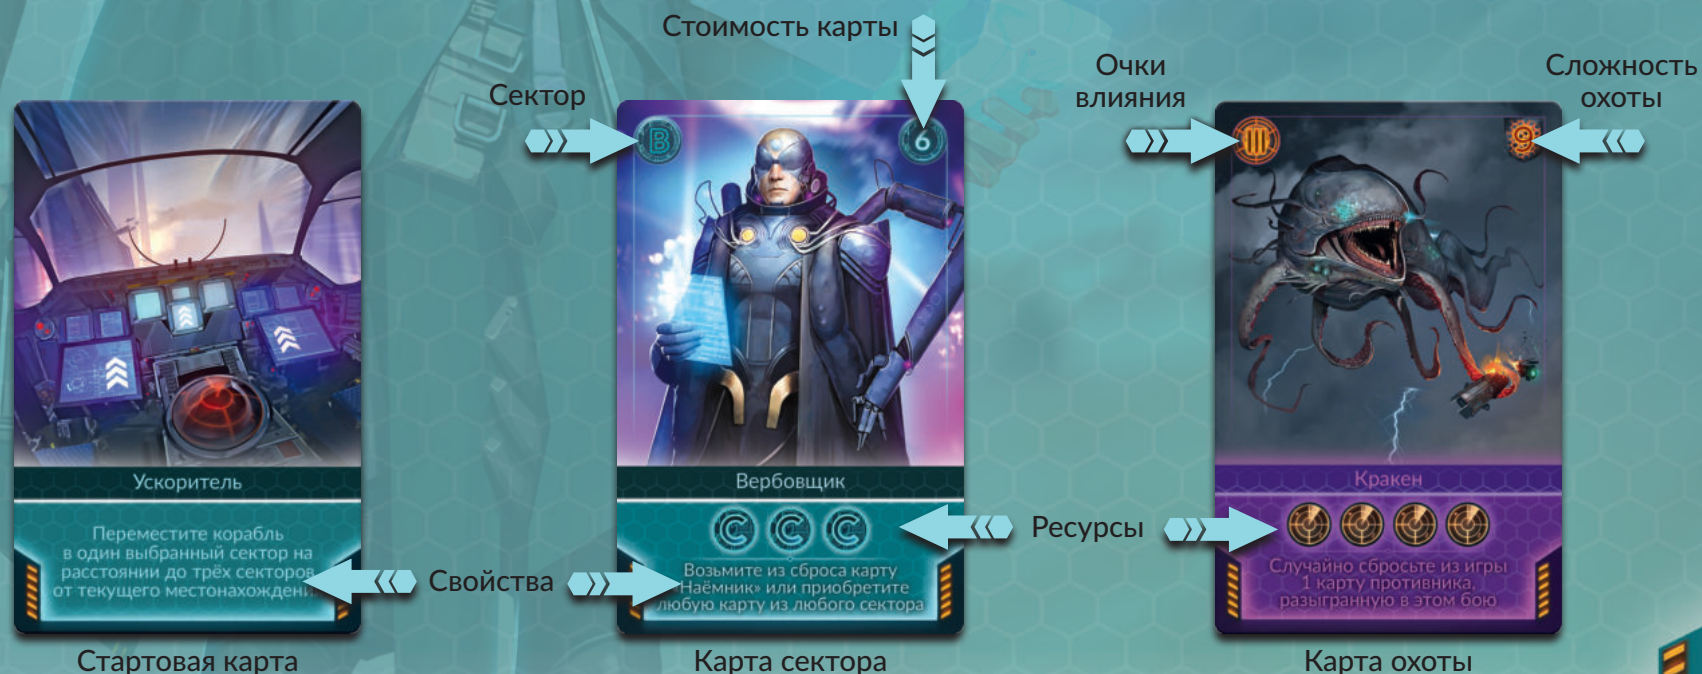 Стоимость карты
Сектор
Очки
влияния
Сложность
охоты
B
6
III
9
Ускоритель
Переместите корабль
в один выбранный сектор на
расстоянии до трёх секторов
от текущего местонахождения
Вербовщик
C C C
Возьмите из сброса карту
«Наёмник» или приобретите
любую карту из любого сектора
Кракен
Случайно сбросьте из игры
1 карту противника,
разыгранную в этом бою
Ресурсы
Свойства
Стартовая карта
Карта сектора
Карта охоты